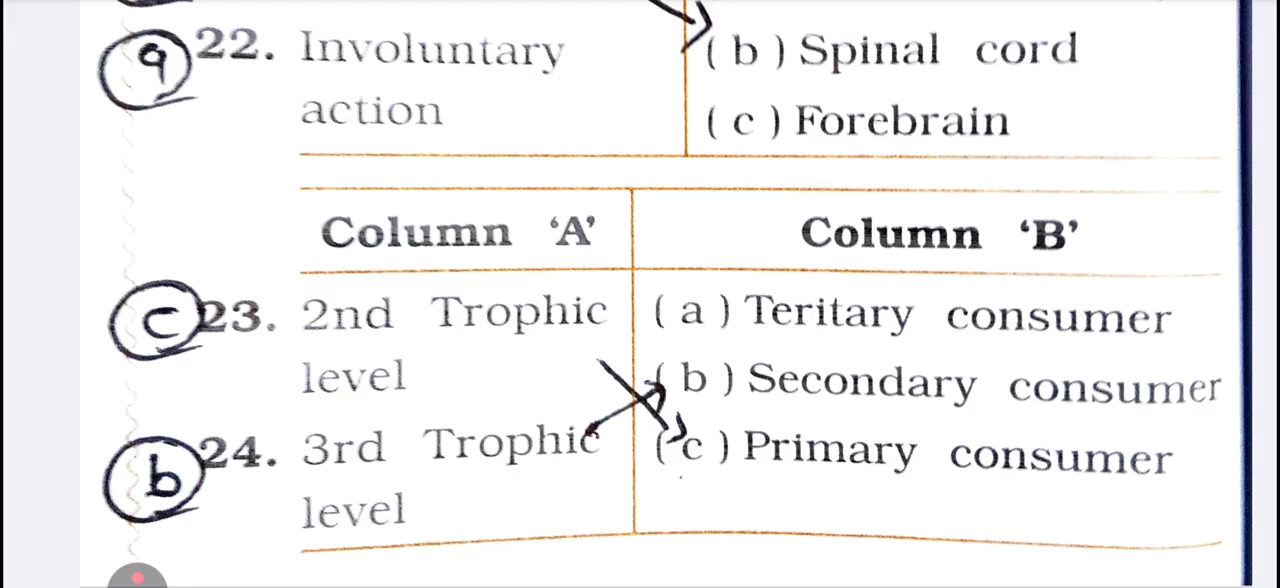 a 22. Involuntary (b) Spinal cord
action (c) Forebrain
Column 'A' Column 'B'
c 23. 2nd Trophic (a) Teritary consumer
level (b) Secondary consumer
b 24. 3rd Trophic (c) Primary consumer
level